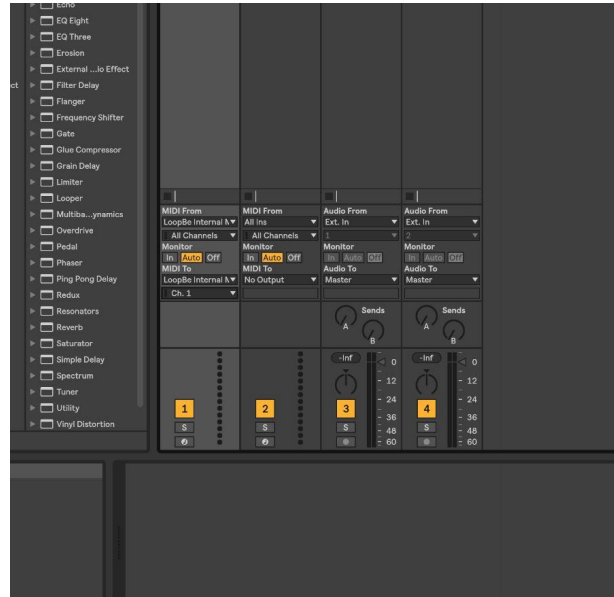 Echo
EQ Eight
EQ Three
Erosion
External ...io Effect
ct
Filter Delay
Flanger
Frequency Shifter
Gate
Glue Compressor
Grain Delay
Limiter
Looper
Multiba...ynamics
Overdrive
Pedal
Phaser
Ping Pong Delay
Redux
Resonators
Reverb
Saturator
Simple Delay
Spectrum
Tuner
Utility
Vinyl Distortion
MIDI From
LoopBe Internal M
All Channels
Monitor
In Auto Off
MIDI To
LoopBe Internal M
Ch. 1
1
S
MIDI From
All Ins
All Channels
Monitor
In Auto Off
MIDI To
No Output
2
S
Audio From
Ext. In
1
Monitor
In Auto Off
Audio To
Master
Sends
A
B
-Inf
0
12
24
36
48
60
3
S
Audio From
Ext. In
2
Monitor
In Auto Off
Audio To
Master
Sends
A
B
-Inf
0
12
24
36
48
60
4
S